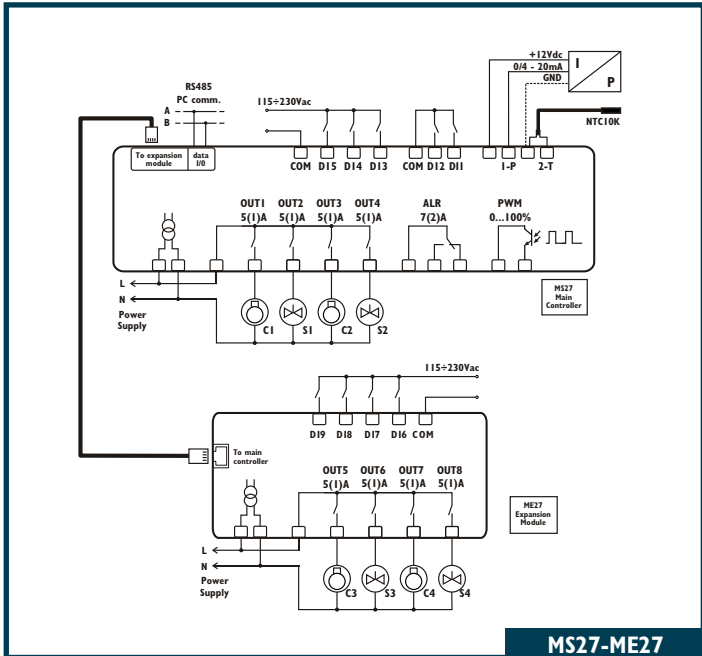 +12Vdc
0/4 - 20mA
GND
I
P
NTC10K
RS485
PC comm.
A
B
115÷230Vac
To expansion
module
data
I/0
COM DI5 DI4 DI3 COM DI2 DI1 1-P 2-T
OUT1 OUT2 OUT3 OUT4 ALR PWM
5(1)A 5(1)A 5(1)A 5(1)A 7(2)A 0...100%
L
N
Power
Supply
C1 S1 C2 S2
MS27
Main
Controller
115÷230Vac
DI9 DI8 DI7 DI6 COM
To main
controller
OUT5 OUT6 OUT7 OUT8
5(1)A 5(1)A 5(1)A 5(1)A
ME27
Expansion
Module
L
N
Power
Supply
C3 S3 C4 S4
MS27-ME27